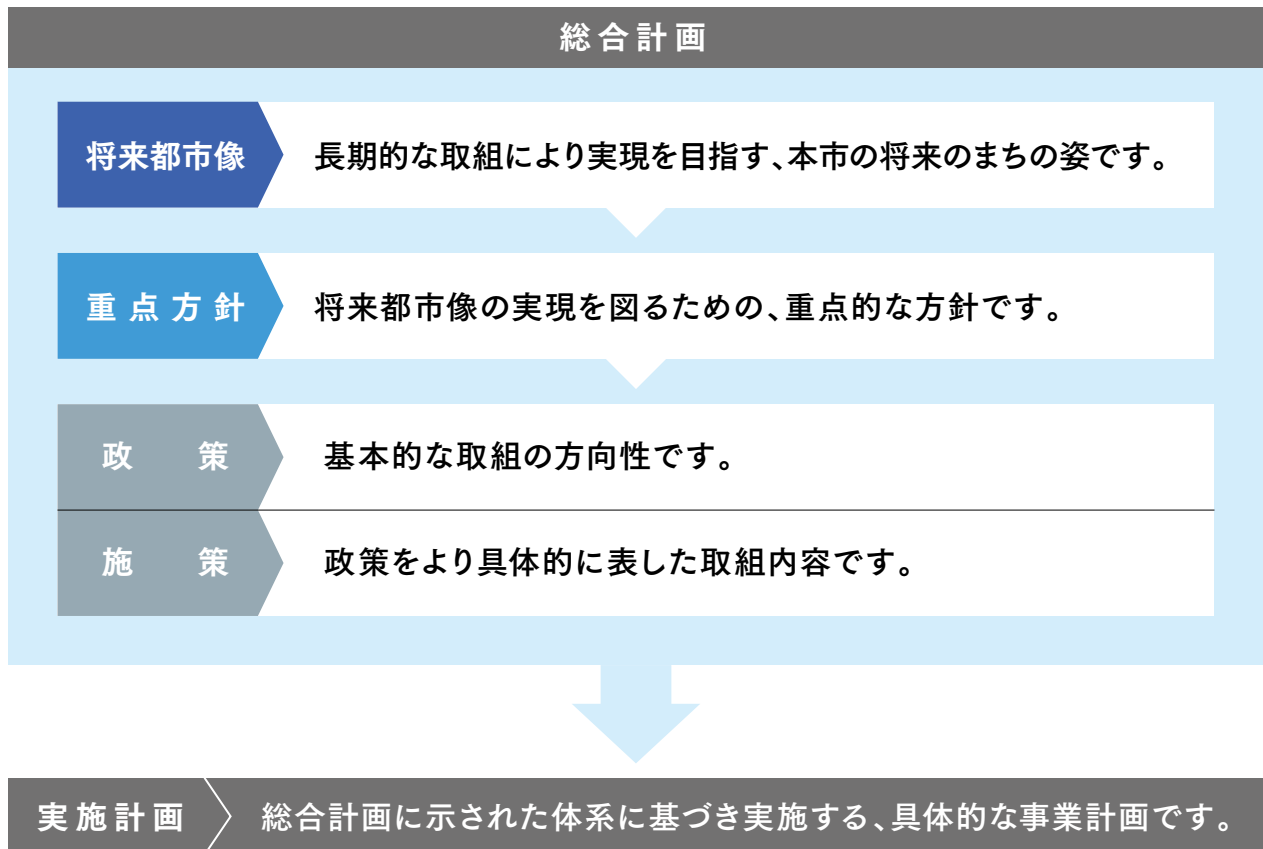 総合計画
将来都市像 長期的な取組により実現を目指す、本市の将来のまちの姿です。
重点方針 将来都市像の実現を図るための、重点的な方針です。
政策 基本的な取組の方向性です。
施策 政策をより具体的に表した取組内容です。
実施計画 総合計画に示された体系に基づき実施する、具体的な事業計画です。